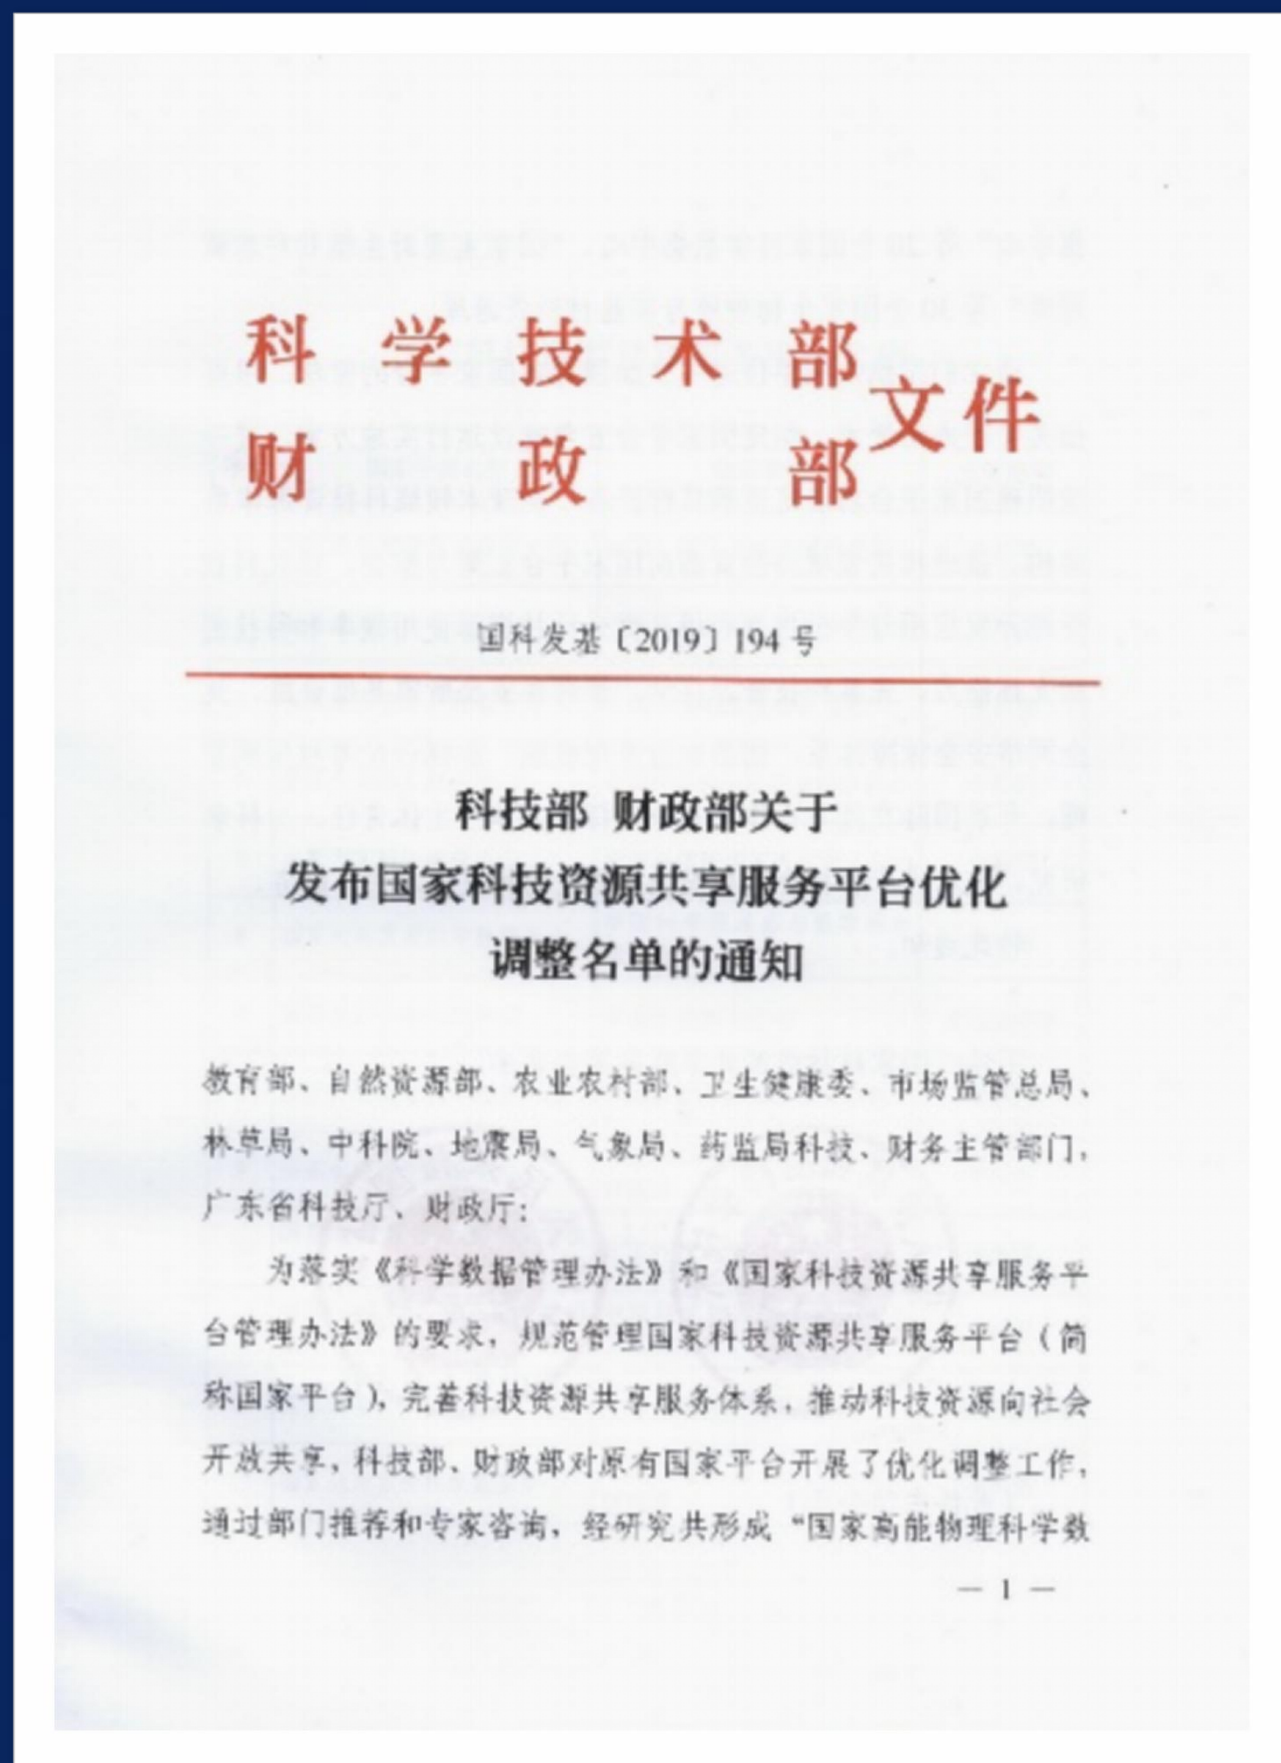 科学技术部
财政部
文件
国科发基〔2019〕194号
科技部 财政部关于
发布国家科技资源共享服务平台优化
调整名单的通知
教育部、自然资源部、农业农村部、卫生健康委、市场监管总局、
林草局、中科院、地震局、气象局、药监局科技、财务主管部门，
广东省科技厅、财政厅：
为落实《科学数据管理办法》和《国家科技资源共享服务平
台管理办法》的要求，规范管理国家科技资源共享服务平台（简
称国家平台），完善科技资源共享服务体系，推动科技资源向社会
开放共享，科技部、财政部对原有国家平台开展了优化调整工作，
通过部门推荐和专家咨询，经研究共形成“国家高能物理科学数
— 1 —